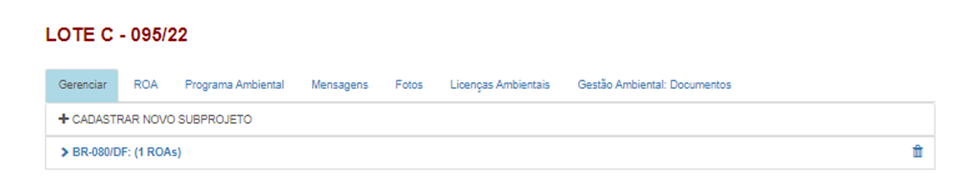 LOTE C - 095/22
Gerenciar ROA Programa Ambiental Mensagens Fotos Licenças Ambientais Gestão Ambiental: Documentos
+ CADASTRAR NOVO SUBPROJETO
BR-080/DF: (1 ROAs)